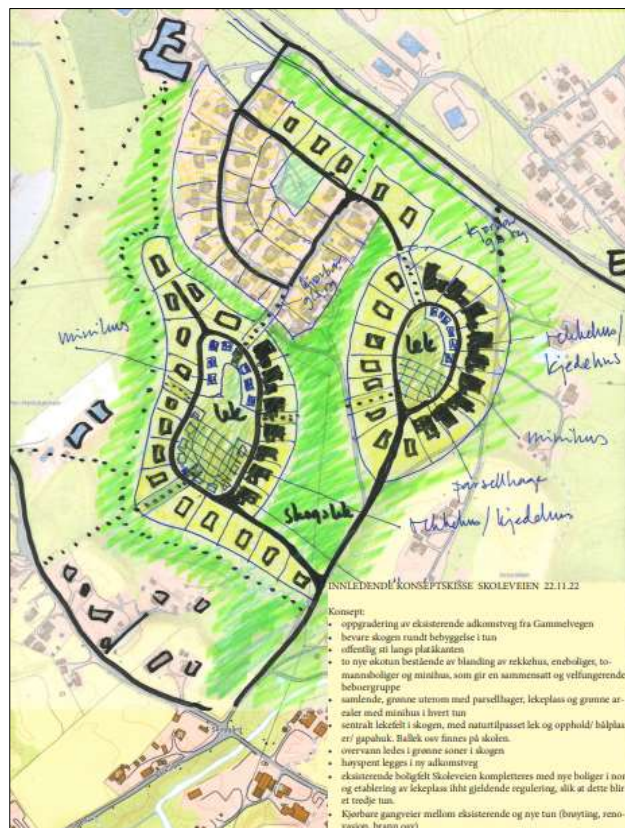 kjørbar
g/s veg
kjørbar
g/s veg
minihus
lek
lek
rekkehus/
kjedehus
minihus
parsellhage
rekkehus/kjedehus
skogslek
INNLEDENDE KONSEPTSKISSE SKOLEVEIEN 22.11.22
Konsept:
• oppgradering av eksisterende adkomstveg fra Gammelvegen
• bevare skogen rundt bebyggelse i tun
• offentlig sti langs platåkanten
• to nye økotun bestående av blanding av rekkehus, eneboliger, to-
mannsboliger og minihus, som gir en sammensatt og velfungerende
beboergruppe
• samlende, grønne uterom med parsellhager, lekeplass og grønne ar-
ealer med minihus i hvert tun
• sentralt lekefelt i skogen, med naturtilpasset lek og opphold/ bålplas
er/ gapahuk. Ballek osv finnes på skolen.
• overvann ledes i grønne soner i skogen
• høyspent legges i ny adkomstveg
• eksisterende boligfelt Skoleveien kompletteres med nye boliger i nor
og etablering av lekeplass ihht gjeldende regulering, slik at dette blir
et tredje tun.
• Kjørbare gangveier mellom eksisterende og nye tun (brøyting, reno-
vasjon, brann osv)